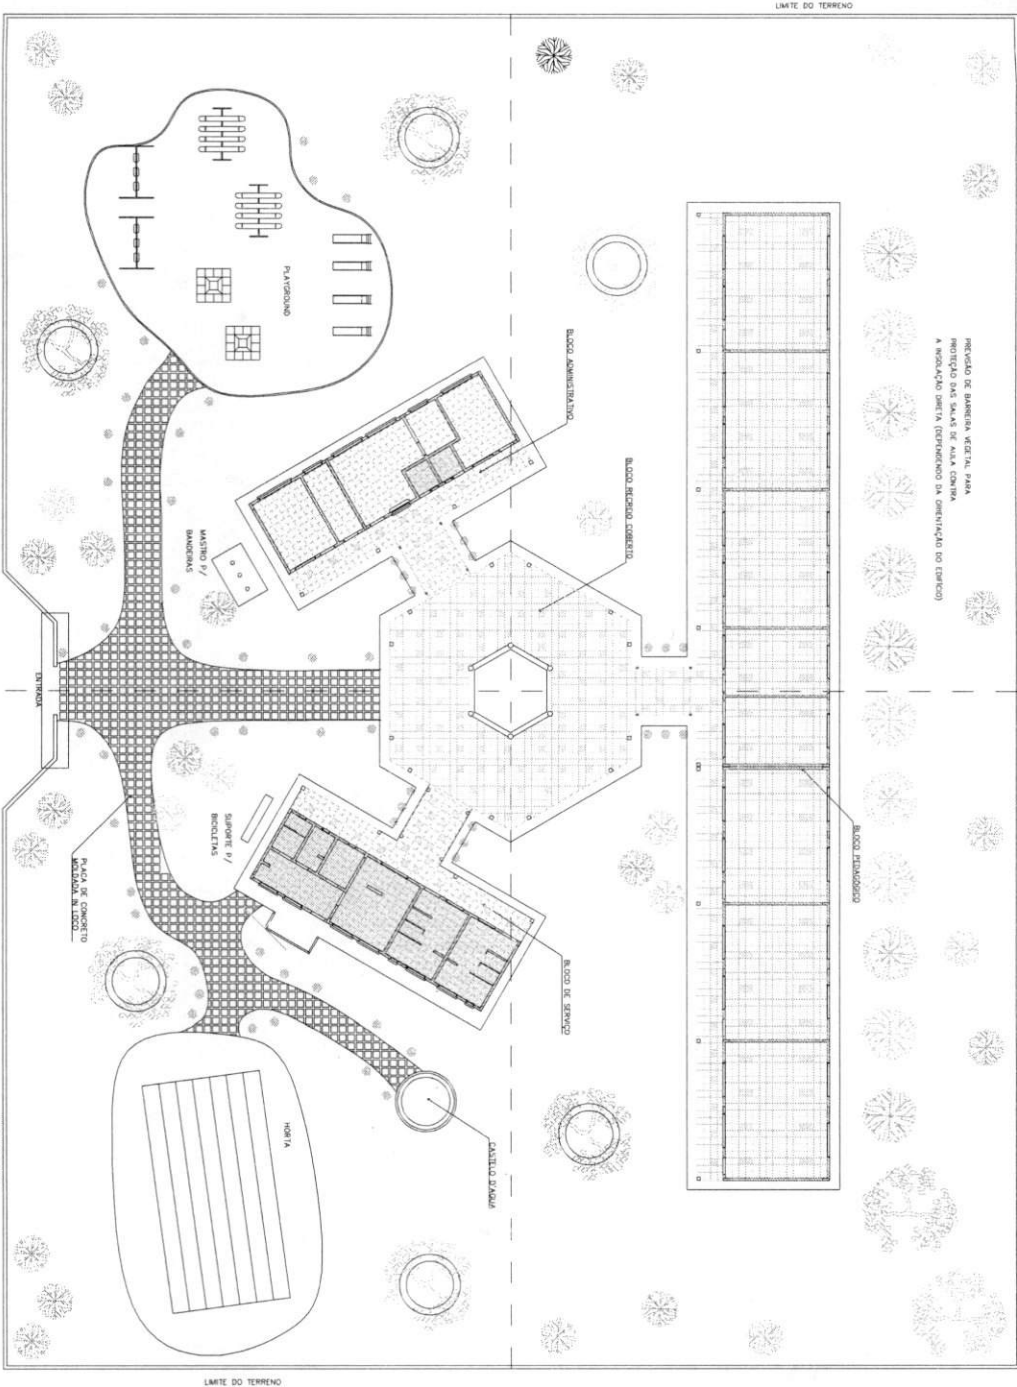 LIMITE DO TERRENO
PREVISÃO DE BARREIRA VEGETAL PARA
PROTEÇÃO DAS SALAS DE AULA CONTRA
A INSOLAÇÃO DIRETA (DEPENDENDO DA ORIENTAÇÃO DO EDIFÍCIO)
PLAYGROUND
BLOCO ADMINISTRATIVO
BLOCO RECREIO COBERTO
MASTRO P/
BANDEIRAS
ENTRADA
SUPORTE P/
BICICLETAS
PLACA DE CONCRETO
MOLDADA IN LOCO
BLOCO PEDAGÓGICO
BLOCO DE SERVIÇO
HORTA
CASTELO D'AGUA
LIMITE DO TERRENO